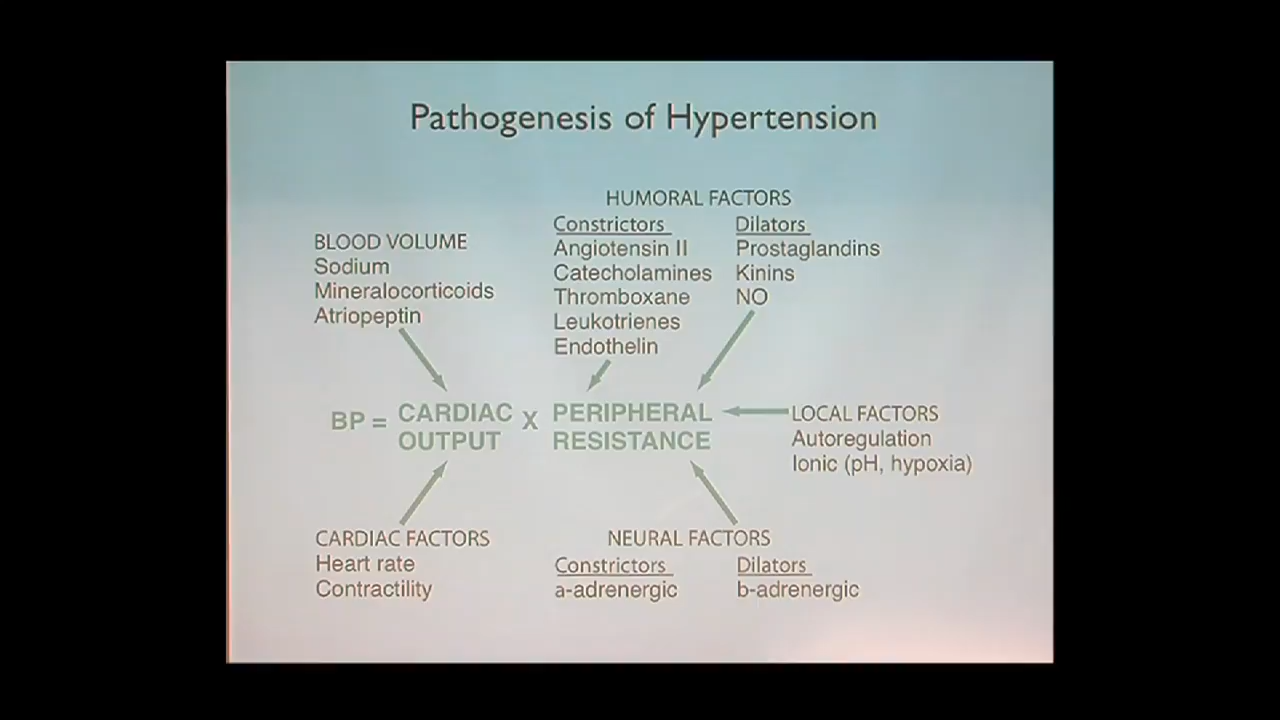 Pathogenesis of Hypertension
HUMORAL FACTORS
Constrictors
Angiotensin II
Catecholamines
Thromboxane
Leukotrienes
Endothelin
Dilators
Prostaglandins
Kinins
NO
BLOOD VOLUME
Sodium
Mineralocorticoids
Atriopeptin
BP = CARDIAC OUTPUT X PERIPHERAL RESISTANCE
LOCAL FACTORS
Autoregulation
Ionic (pH, hypoxia)
CARDIAC FACTORS
Heart rate
Contractility
NEURAL FACTORS
Constrictors
a-adrenergic
Dilators
b-adrenergic